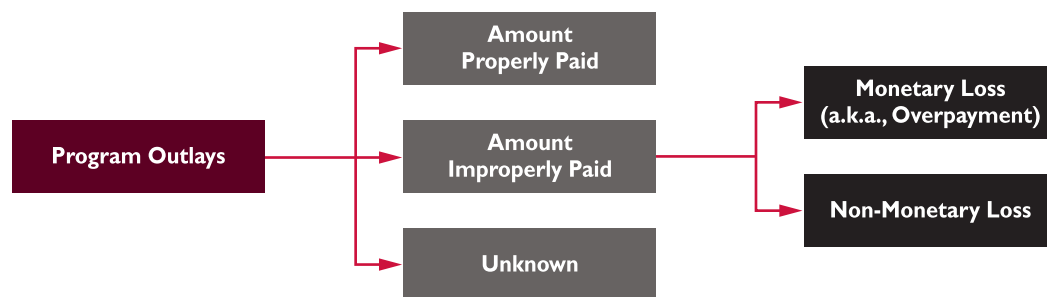 Program Outlays
Amount
Properly Paid
Amount
Improperly Paid
Unknown
Monetary Loss
(a.k.a., Overpayment)
Non-Monetary Loss